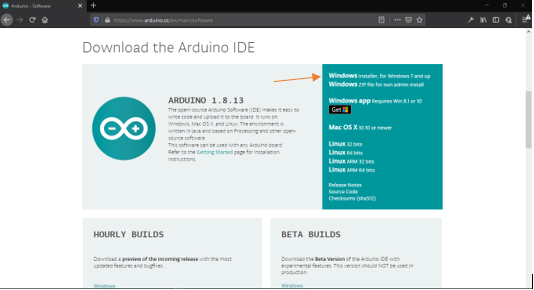 Arduino - Software
https://www.arduino.cc/en/main/software
Download the Arduino IDE
ARDUINO 1.8.13
The open-source Arduino Software (IDE) makes it easy to
write code and upload it to the board. It runs on
Windows, Mac OS X, and Linux. The environment is
written in Java and based on Processing and other open-
source software.
This software can be used with any Arduino board.
Refer to the Getting Started page for Installation
instructions.
Windows Installer, for Windows 7 and up
Windows ZIP file for non admin install
Windows app Requires Win 8.1 or 10
Get
Mac OS X 10.10 or newer
Linux 32 bits
Linux 64 bits
Linux ARM 32 bits
Linux ARM 64 bits
Release Notes
Source Code
Checksums (sha512)
HOURLY BUILDS
Download a preview of the incoming release with the most
updated features and bugfixes.
Windows
BETA BUILDS
Download the Beta Version of the Arduino IDE with
experimental features. This version should NOT be used in
production.
Windows